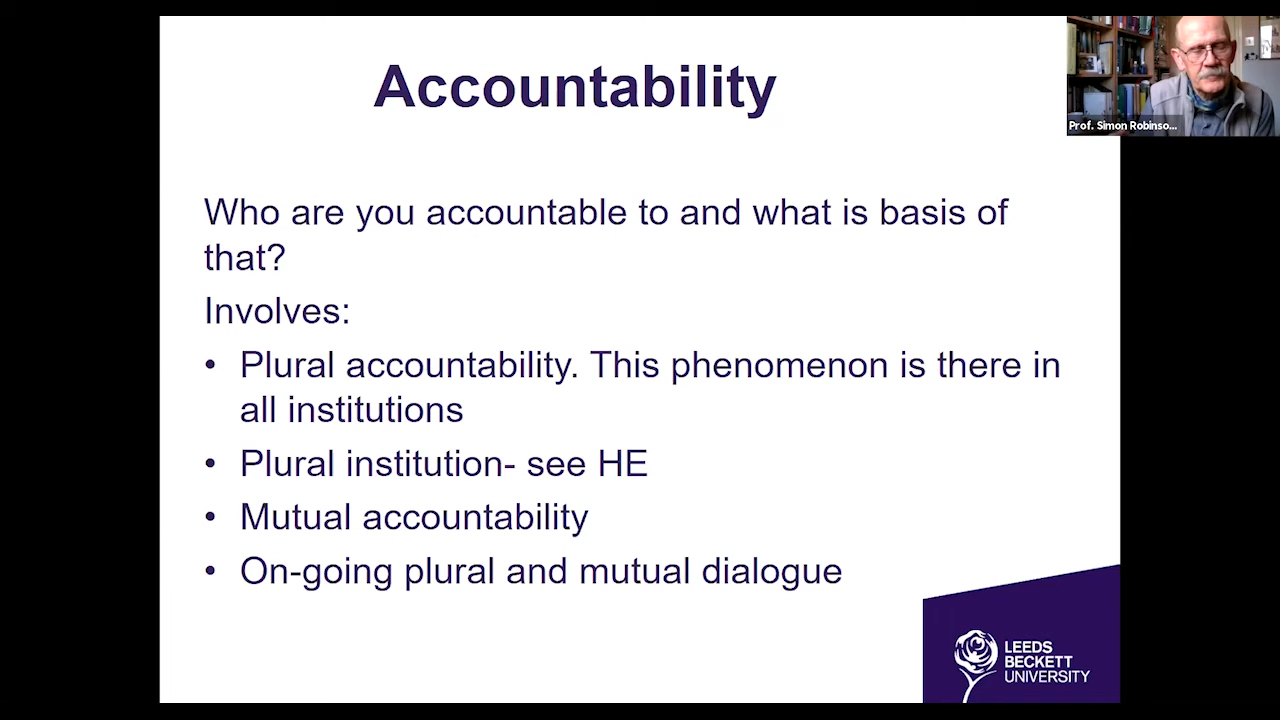 Accountability
Prof. Simon Robinso...
Who are you accountable to and what is basis of
that?
Involves:
• Plural accountability. This phenomenon is there in
all institutions
• Plural institution- see HE
• Mutual accountability
• On-going plural and mutual dialogue
LEEDS
BECKETT
UNIVERSITY